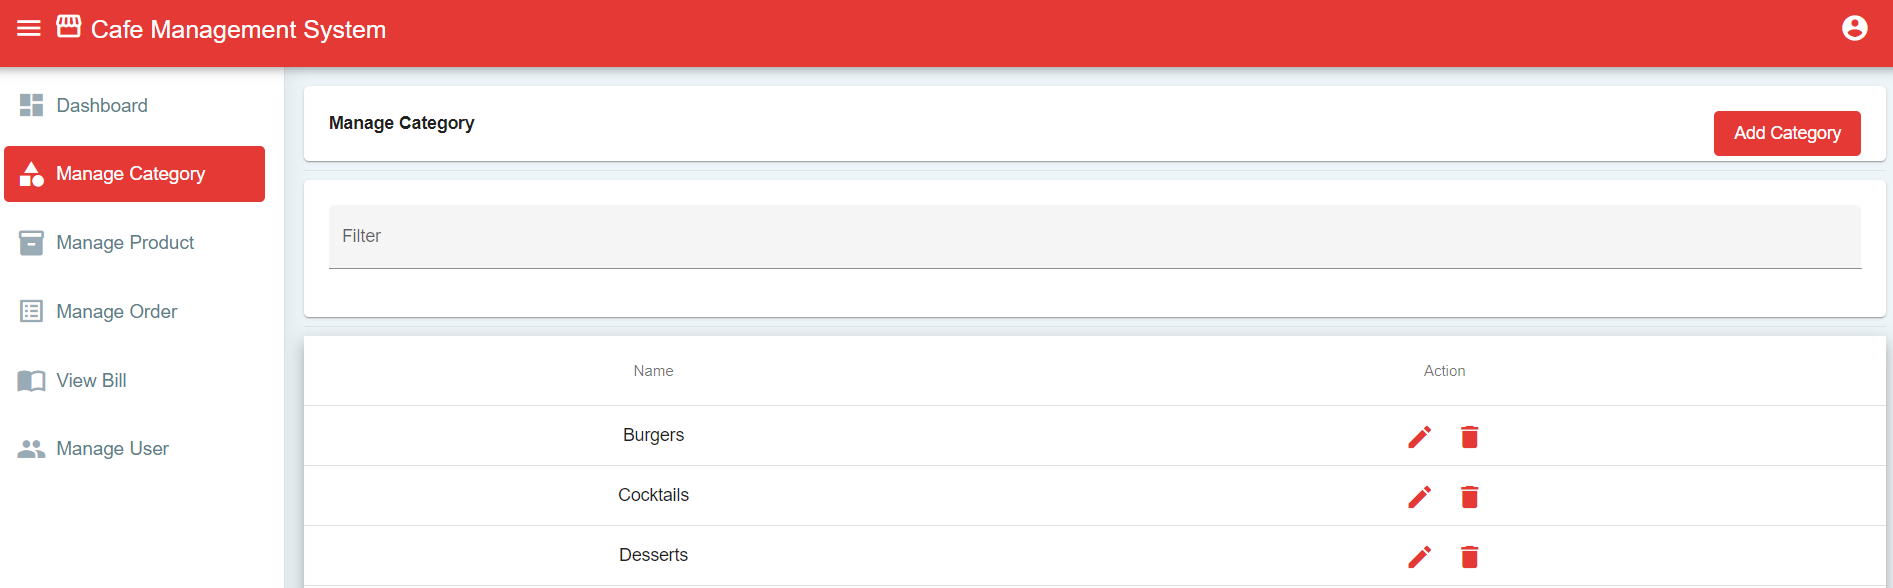 Cafe Management System
Dashboard
Manage Category
Manage Product
Manage Order
View Bill
Manage User
Manage Category
Add Category
Filter
Name Action
Burgers
Cocktails
Desserts